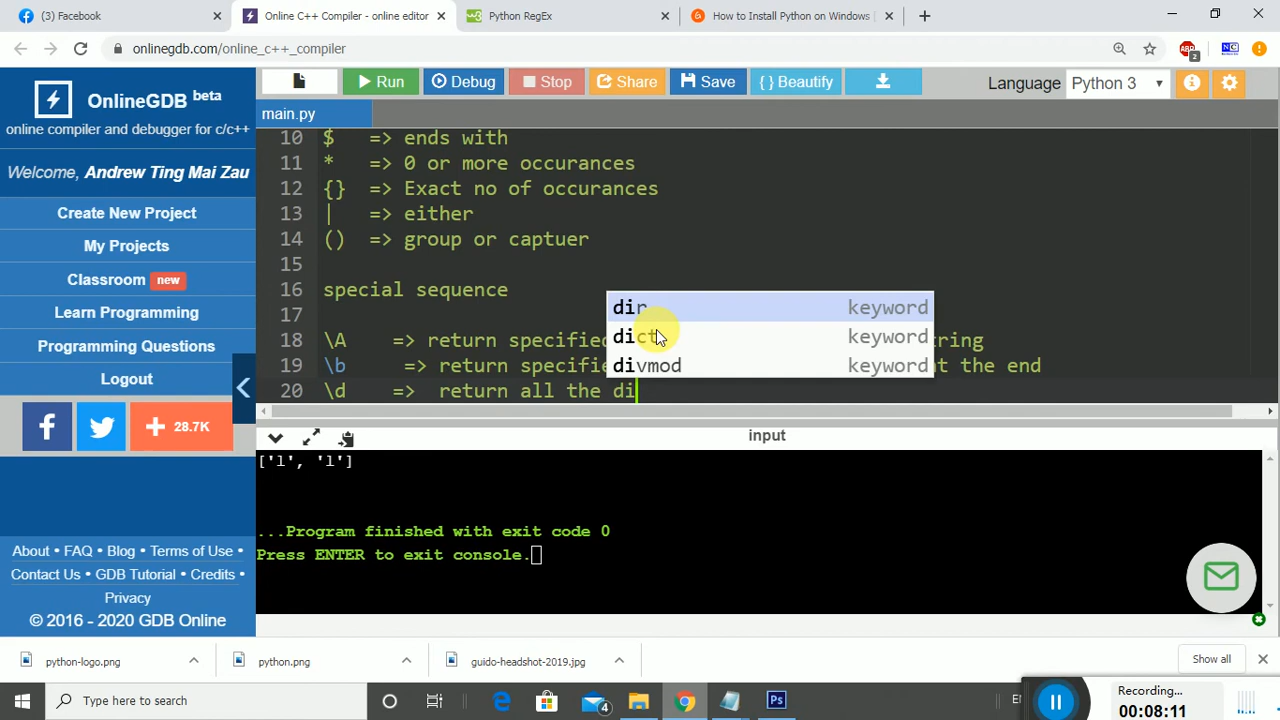 (3) Facebook
Online C++ Compiler - online editor
Python RegEx
How to Install Python on Windows
onlinegdb.com/online_c++_compiler
ABP
2
NC
OnlineGDB beta
online compiler and debugger for c/c++
Welcome, Andrew Ting Mai Zau
Create New Project
My Projects
Classroom new
Learn Programming
Programming Questions
Logout
28.7K
About • FAQ • Blog • Terms of Use •
Contact Us • GDB Tutorial • Credits •
Privacy
© 2016 - 2020 GDB Online
Run Debug Stop Share Save { } Beautify
Language Python 3
main.py
10 $ => ends with
11 * => 0 or more occurances
12 {} => Exact no of occurances
13 | => either
14 () => group or captuer
15
16 special sequence
17
18 \A => return specified
19 \b => return specifie t the end
20 \d => return all the di
dir keyword
dict keyword
divmod keyword
input
['l', 'l']
...Program finished with exit code 0
Press ENTER to exit console.
python-logo.png
python.png
guido-headshot-2019.jpg
Show all
Type here to search
4
Ps
Recording...
00:08:11